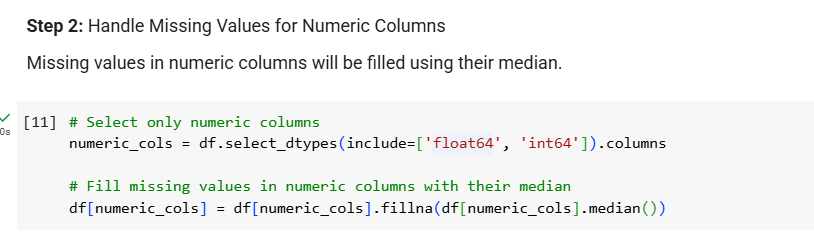 Step 2: Handle Missing Values for Numeric Columns
Missing values in numeric columns will be filled using their median.
[11] # Select only numeric columns
0s
numeric_cols = df.select_dtypes(include=['float64', 'int64']).columns
# Fill missing values in numeric columns with their median
df[numeric_cols] = df[numeric_cols].fillna(df[numeric_cols].median())